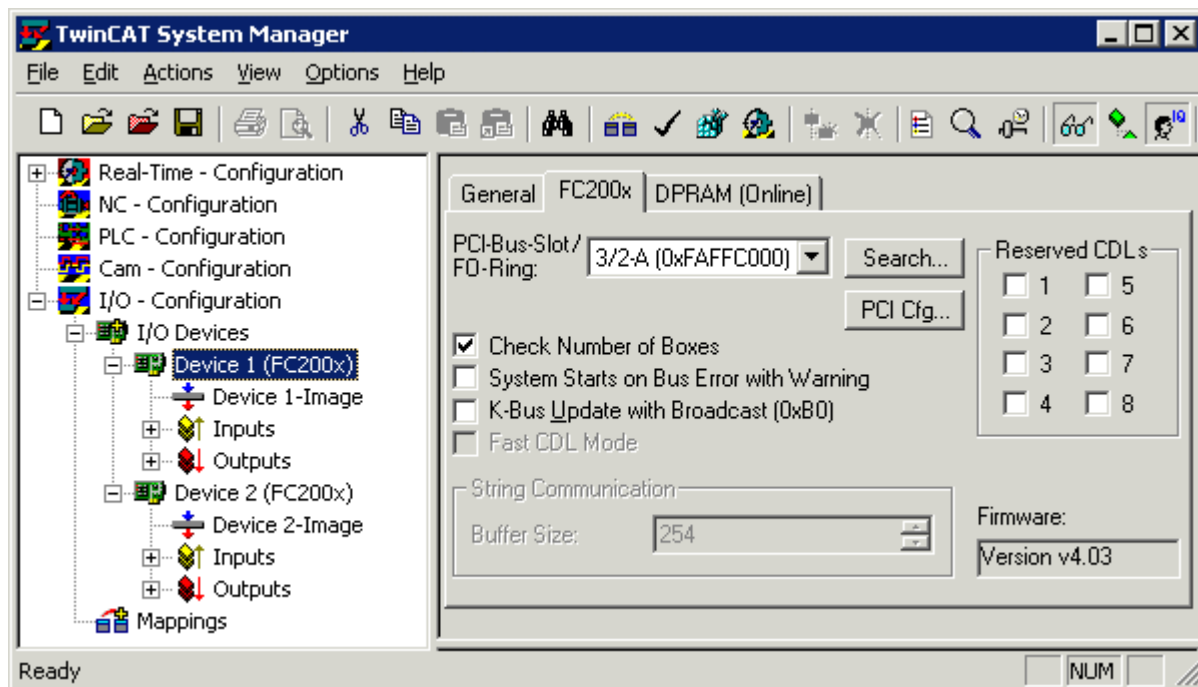 TwinCAT System Manager
File Edit Actions View Options Help
Real-Time - Configuration
NC - Configuration
PLC - Configuration
Cam - Configuration
I/O - Configuration
I/O Devices
Device 1 (FC200x)
Device 1-Image
Inputs
Outputs
Device 2 (FC200x)
Device 2-Image
Inputs
Outputs
Mappings
General FC200x DPRAM (Online)
PCI-Bus-Slot/
FO-Ring:
3/2-A (0xFAFFC000)
Search...
PCI Cfg...
Check Number of Boxes
System Starts on Bus Error with Warning
K-Bus Update with Broadcast (0xB0)
Fast CDL Mode
Reserved CDLs
1 5
2 6
3 7
4 8
String Communication
Buffer Size: 254
Firmware:
Version v4.03
Ready NUM